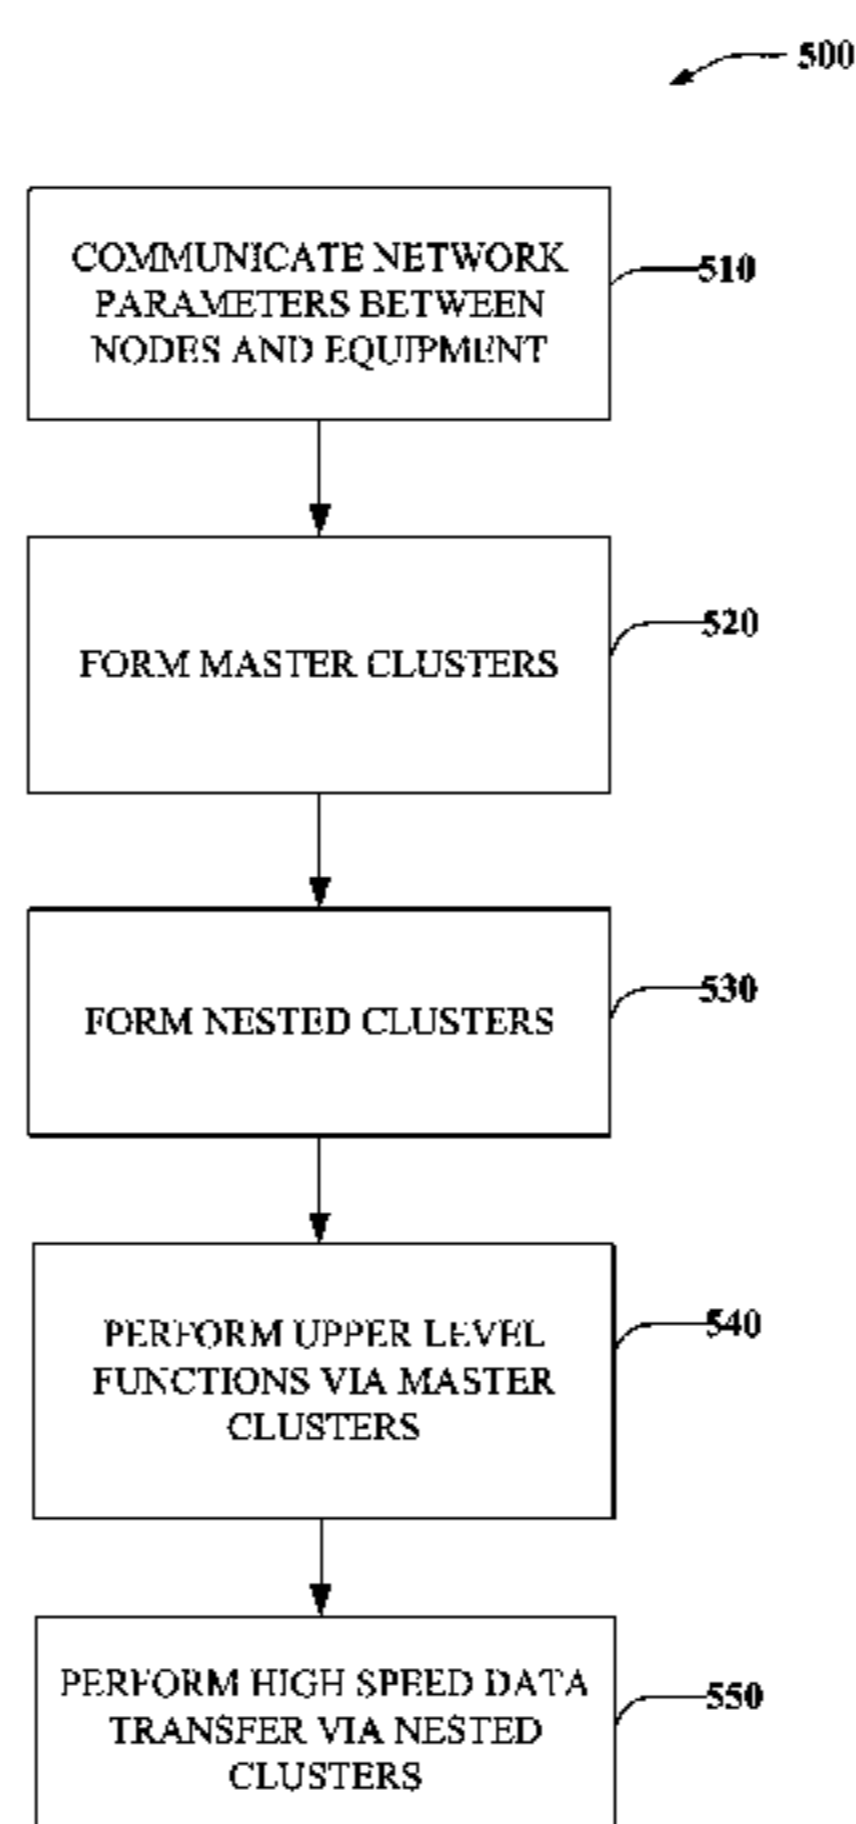 500
COMMUNICATE NETWORK
PARAMETERS BETWEEN
NODES AND EQUIPMENT
510
FORM MASTER CLUSTERS
520
FORM NESTED CLUSTERS
530
PERFORM UPPER LEVEL
FUNCTIONS VIA MASTER
CLUSTERS
540
PERFORM HIGH SPEED DATA
TRANSFER VIA NESTED
CLUSTERS
550